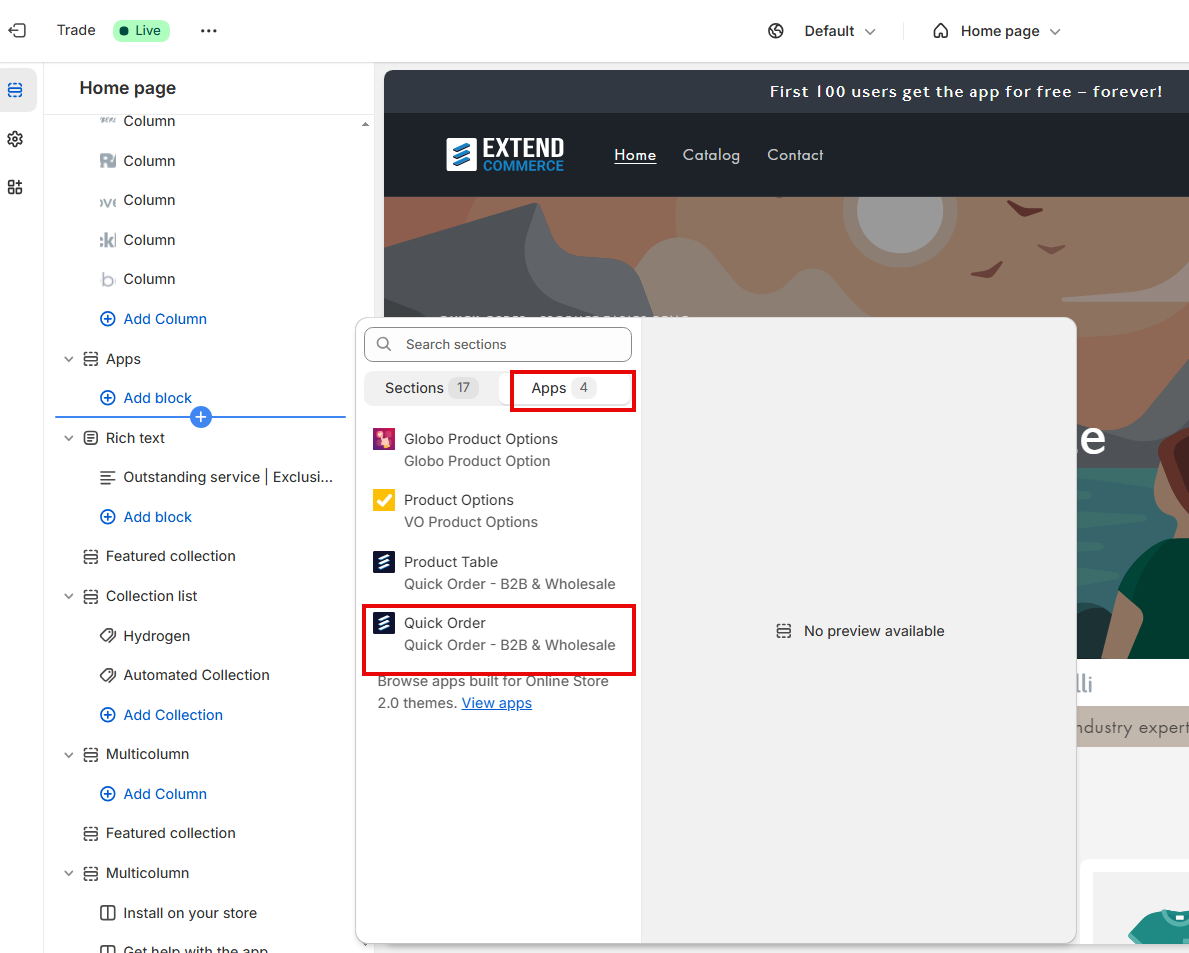 Trade
Live
Default
Home page
Home page
Column
Column
Column
Column
Column
Add Column
Apps
Add block
Rich text
Outstanding service | Exclusi...
Add block
Featured collection
Collection list
Hydrogen
Automated Collection
Add Collection
Multicolumn
Add Column
Featured collection
Multicolumn
Install on your store
Get help with the app
First 100 users get the app for free – forever!
EXTEND
COMMERCE
Home
Catalog
Contact
Search sections
Sections 17
Apps 4
Globo Product Options
Globo Product Option
Product Options
VO Product Options
Product Table
Quick Order - B2B & Wholesale
Quick Order
Quick Order - B2B & Wholesale
Browse apps built for Online Store
2.0 themes. View apps
No preview available
e
lli
ndustry expert